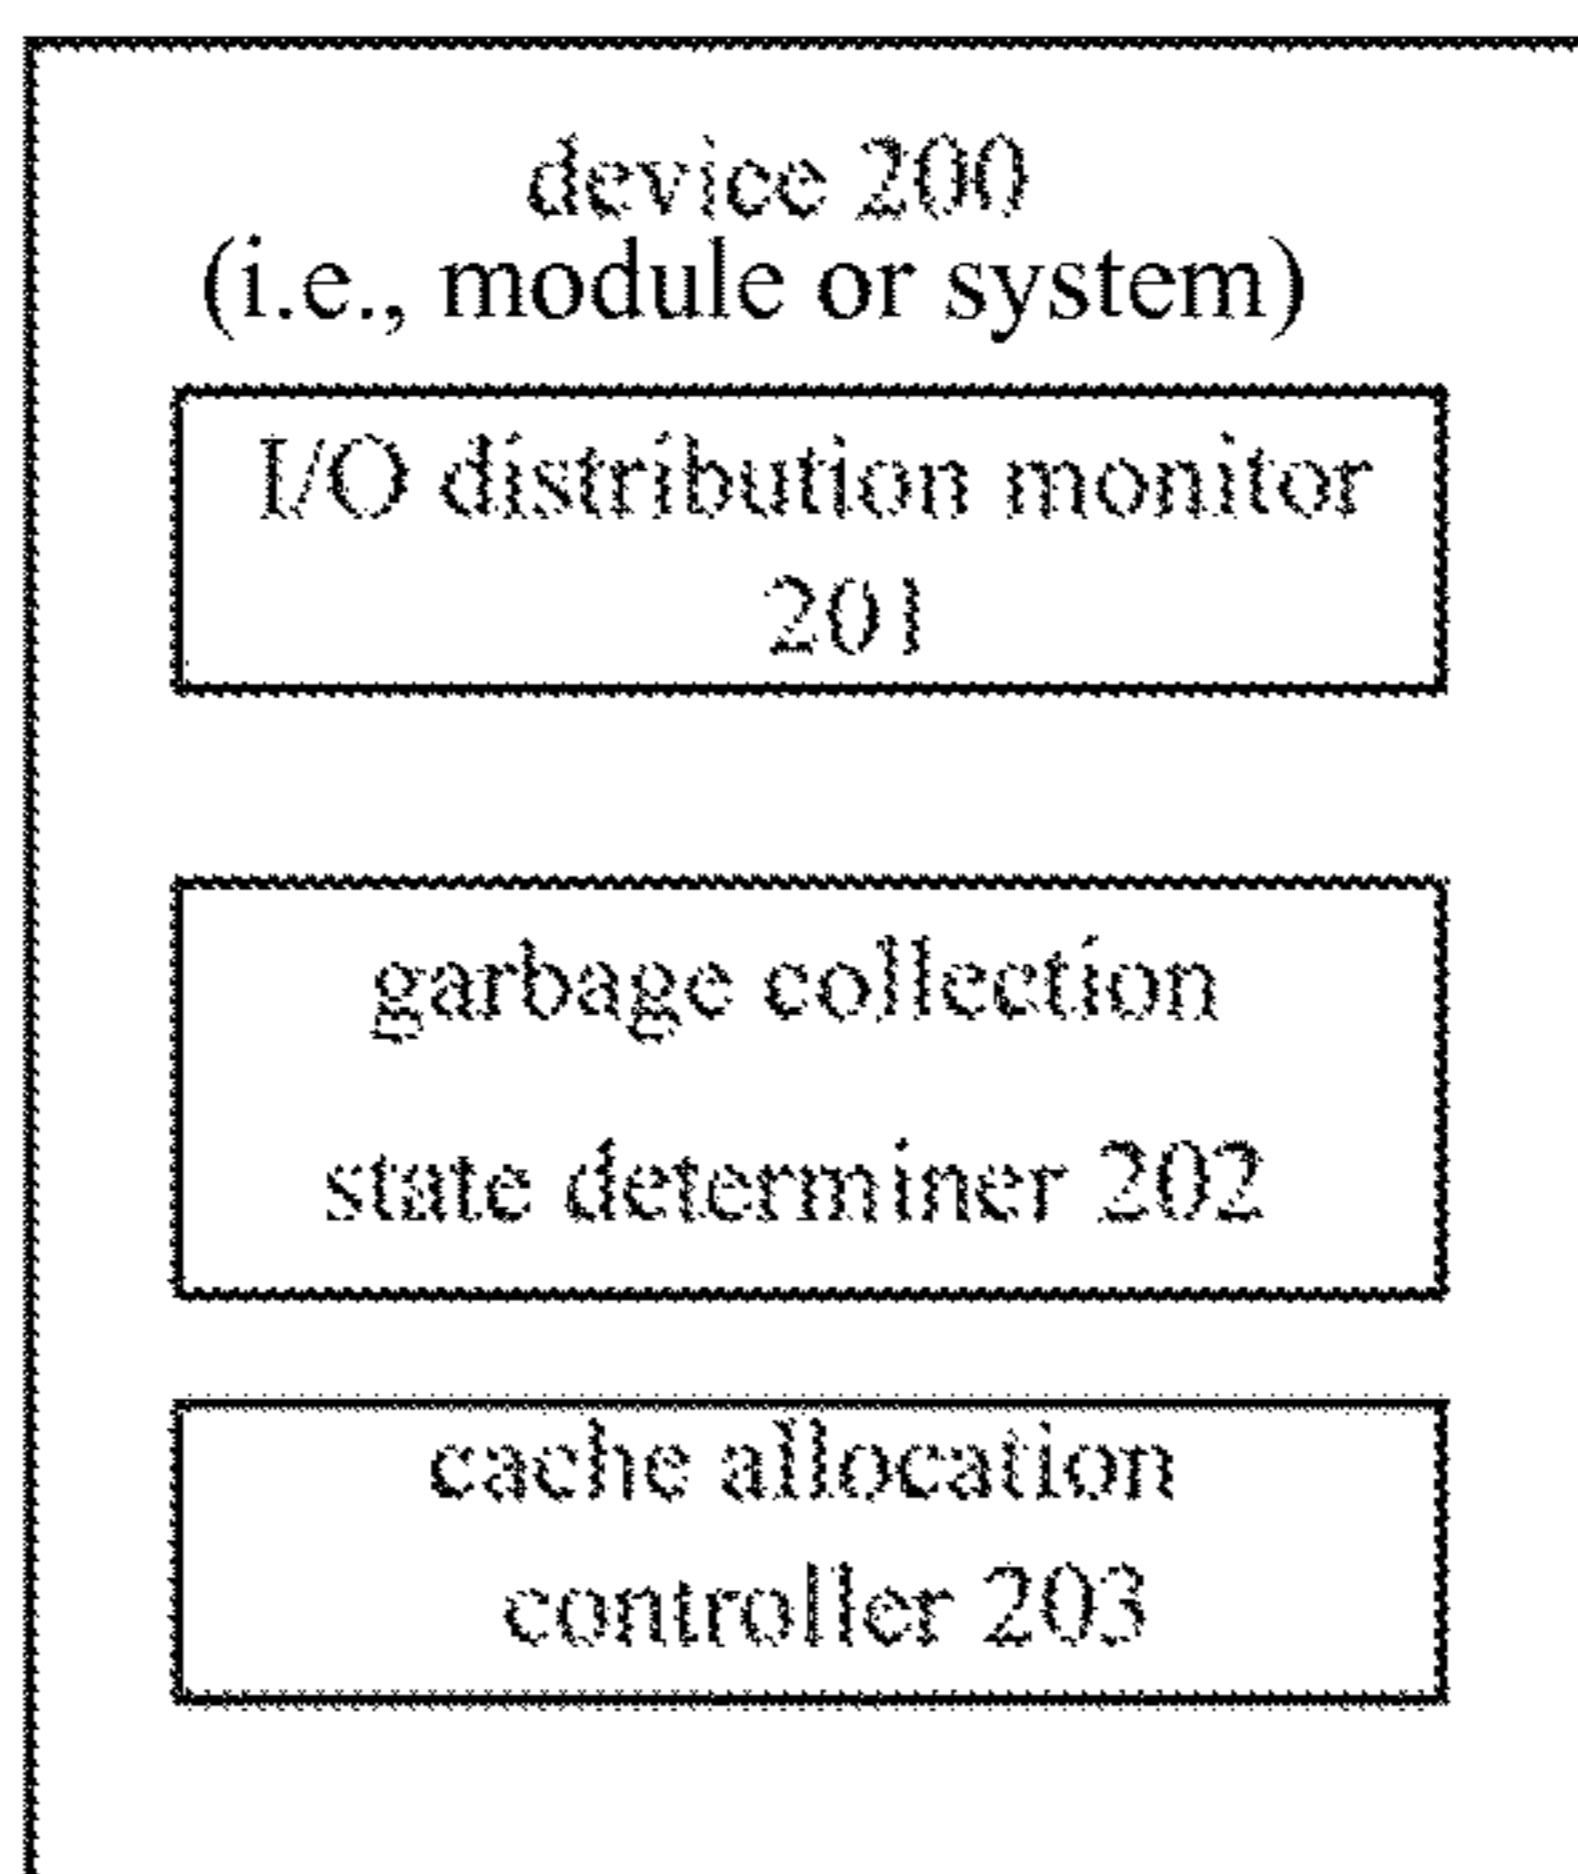 device 200
(i.e., module or system)
I/O distribution monitor
201
garbage collection
state determiner 202
cache allocation
controller 203